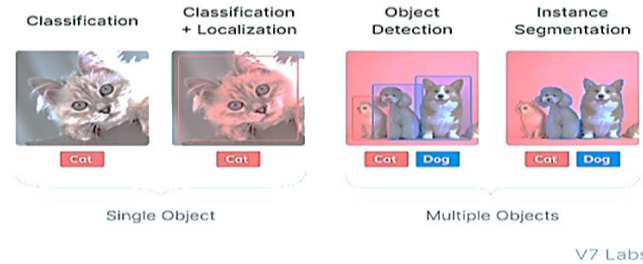 Classification
Classification
+ Localization
Object
Detection
Instance
Segmentation
Cat
Cat
Cat
Dog
Cat
Dog
Single Object
Multiple Objects
V7 Labs